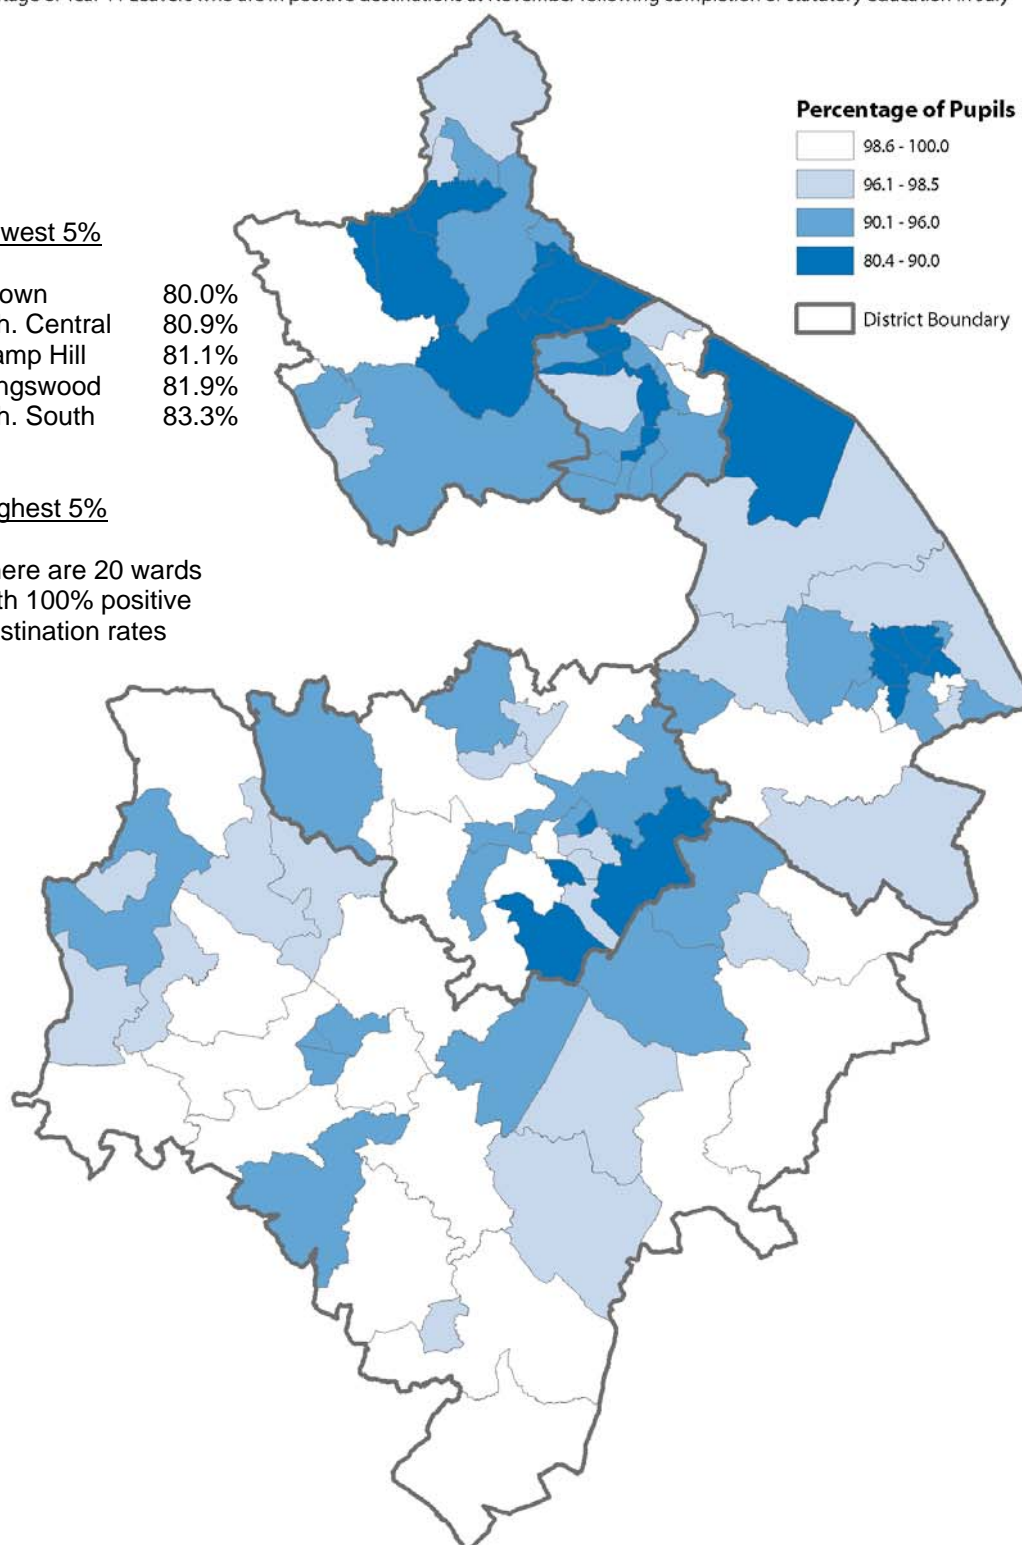 Percentage of Pupils
98.6 - 100.0
96.1 - 98.5
90.1 - 96.0
80.4 - 90.0
District Boundary
west 5%
own 80.0%
h. Central 80.9%
amp Hill 81.1%
ngswood 81.9%
h. South 83.3%
ghest 5%
ere are 20 wards
th 100% positive
stination rates